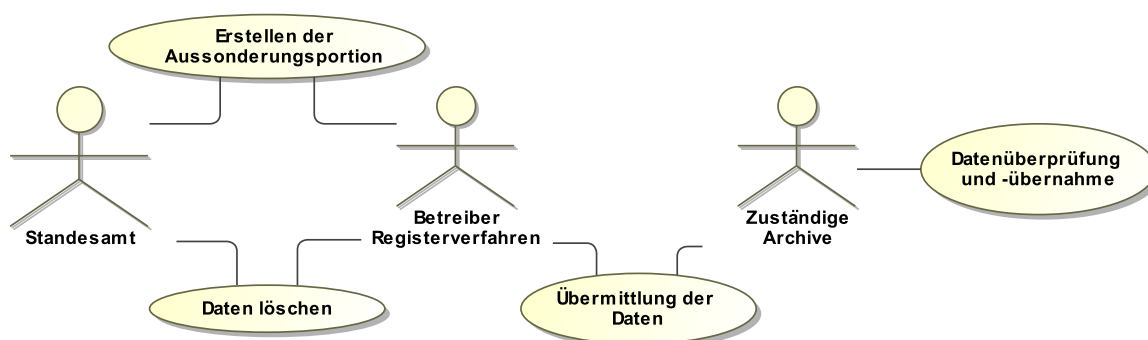 Erstellen der
Aussonderungsportion
Datenüberprüfung
und -übernahme
Standesamt
Betreiber
Registerverfahren
Zuständige
Archive
Daten löschen
Übermittlung der
Daten